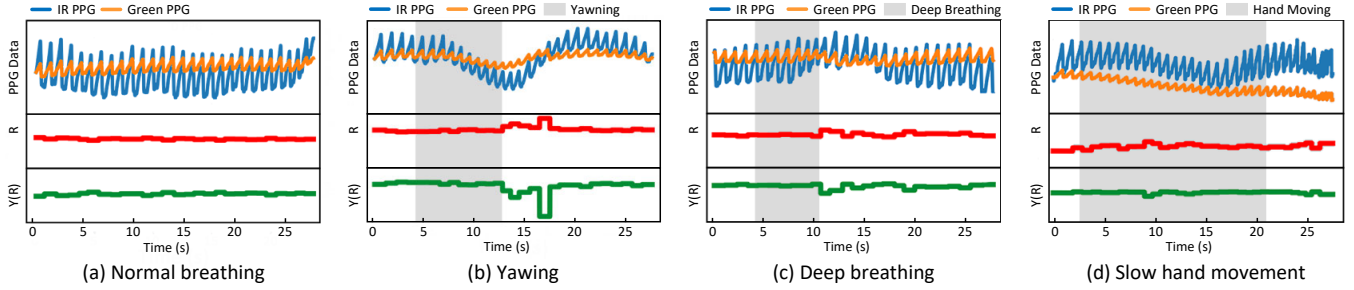 IR PPG Green PPG
PPG Data
R
Y(R)
0 5 10 15 20 25
Time (s)
(a) Normal breathing
IR PPG Green PPG Yawning
PPG Data
R
Y(R)
0 5 10 15 20 25
Time (s)
(b) Yawing
IR PPG Green PPG Deep Breathing
PPG Data
R
Y(R)
0 5 10 15 20 25
Time (s)
(c) Deep breathing
IR PPG Green PPG Hand Moving
PPG Data
R
Y(R)
0 5 10 15 20 25
Time (s)
(d) Slow hand movement